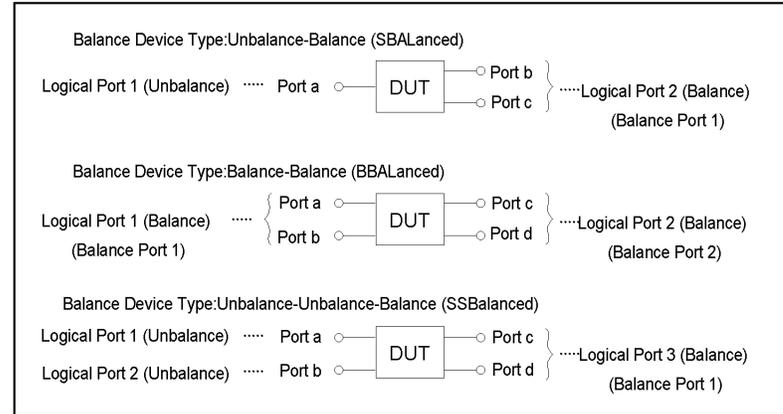 Balance Device Type:Unbalance-Balance (SBALanced)
Logical Port 1 (Unbalance) ····· Port a DUT Port b
Port c ·····Logical Port 2 (Balance)
(Balance Port 1)
Balance Device Type:Balance-Balance (BBALanced)
Logical Port 1 (Balance) ····· Port a DUT Port c
(Balance Port 1) Port b Port d ·····Logical Port 2 (Balance)
(Balance Port 2)
Balance Device Type:Unbalance-Unbalance-Balance (SSBalanced)
Logical Port 1 (Unbalance) ····· Port a DUT Port c
Logical Port 2 (Unbalance) ····· Port b Port d ·····Logical Port 3 (Balance)
(Balance Port 1)